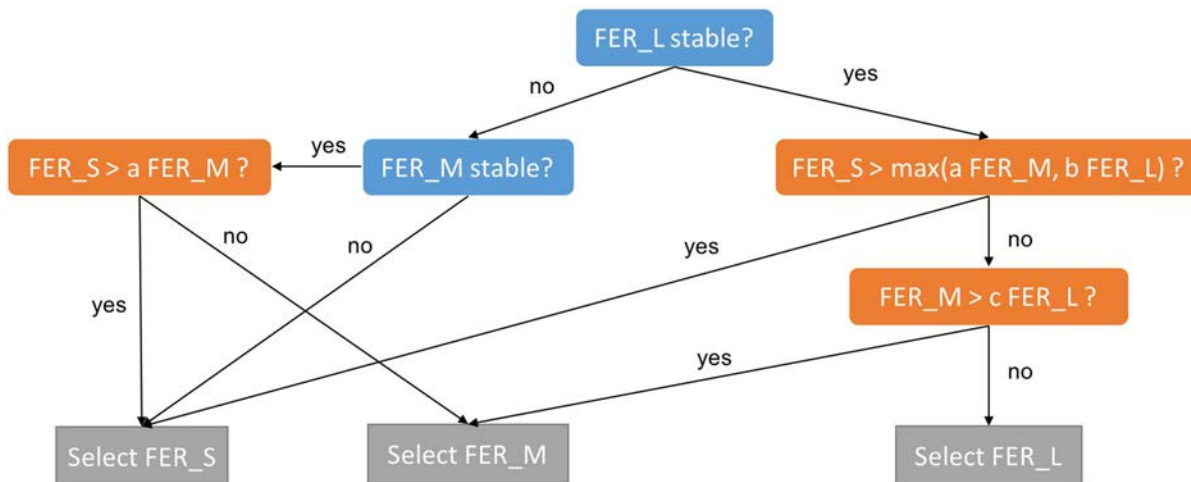 FER_L stable?
no
yes
FER_S > a FER_M ?
yes
FER_M stable?
FER_S > max(a FER_M, b FER_L) ?
no
no
yes
no
yes
FER_M > c FER_L ?
yes
no
Select FER_S
Select FER_M
Select FER_L